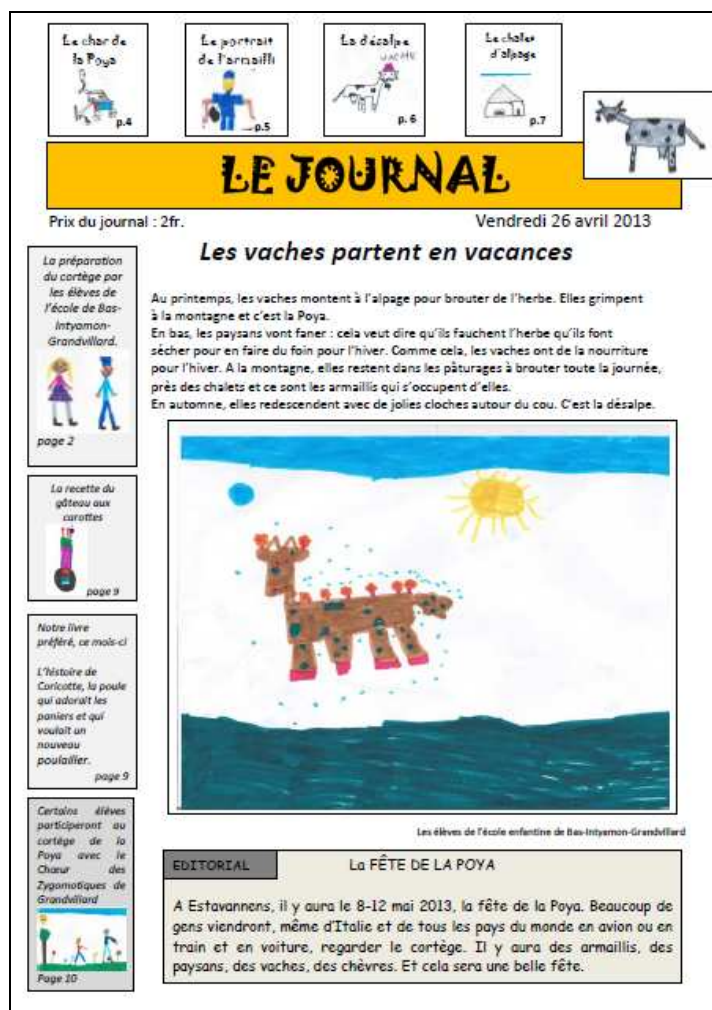 Le char de
la Poya
p.4
Le portrait
de l'armailli
p.5
La désalpe
VACHE
p. 6
Le chalet
d'alpage
p.7
LE JOURNAL
Prix du journal : 2fr.
Vendredi 26 avril 2013
Les vaches partent en vacances
La préparation
du cortège par
les élèves de
l'école de Bas-
Intyamon-
Grandvillard.
page 2
Au printemps, les vaches montent à l'alpage pour brouter de l'herbe. Elles grimpent
à la montagne et c'est la Poya.
En bas, les paysans vont faner : cela veut dire qu'ils fauchent l'herbe qu'ils font
sécher pour en faire du foin pour l'hiver. Comme cela, les vaches ont de la nourriture
pour l'hiver. A la montagne, elles restent dans les pâturages à brouter toute la journée,
près des chalets et ce sont les armaillis qui s'occupent d'elles.
En automne, elles redescendent avec de jolies cloches autour du cou. C'est la désalpe.
La recette du
gâteau aux
carottes
page 9
Notre livre
préféré, ce mois-ci
L'histoire de
Coricotte, la poule
qui adorait les
paniers et qui
voulait un
nouveau
poulailler.
page 9
Certains élèves
participeront au
cortège de la
Poya avec le
Chœur des
Zygomotiques de
Grandvillard
Page 10
Les élèves de l'école enfantine de Bas-Intyamon-Grandvillard
EDITORIAL
La FÊTE DE LA POYA
A Estavannens, il y aura le 8-12 mai 2013, la fête de la Poya. Beaucoup de
gens viendront, même d'Italie et de tous les pays du monde en avion ou en
train et en voiture, regarder le cortège. Il y aura des armaillis, des
paysans, des vaches, des chèvres. Et cela sera une belle fête.